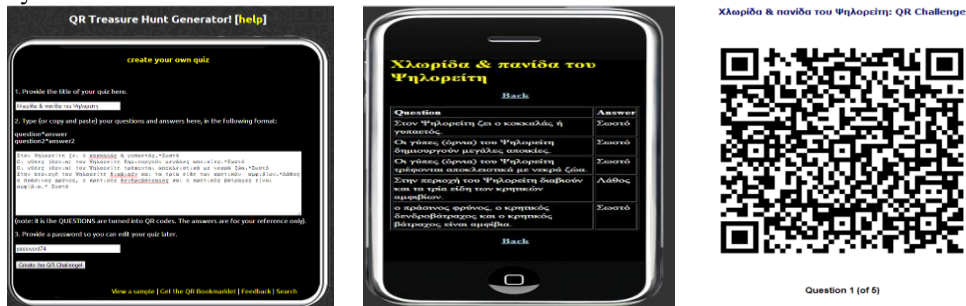 QR Treasure Hunt Generator! [help]
create your own quiz
1. Provide the title of your quiz here.
Χλωρίδα & πανίδα του Ψηλορείτη
2. Type (or copy and paste) your questions and answers here, in the following format:
question*answer
question2*answer2
(note: it is the QUESTIONS are turned into QR codes. The answers are for your reference only).
3. Provide a password so you can edit your quiz later.
password74
Create the QR Challenge!
View a sample | Get the QR Bookmarklet | Feedback | Search
Χλωρίδα & πανίδα του
Ψηλορείτη
Back
Question Answer
Στον Ψηλορείτη ζει ο κοκκαλάς ή Σωστό
γυπαετός.
Οι γύπες (όρνια) του Ψηλορείτη Σωστό
δημιουργούν μεγάλες αποικίες.
Οι γύπες (όρνια) του Ψηλορείτη Σωστό
τρέφονται αποκλειστικά με νεκρά ζώα.
Στην περιοχή του Ψηλορείτη διαβιούν Λάθος
και τα τρία είδη των κρητικών
αμφιβίων.
ο πράσινος φρύνος, ο κρητικός Σωστό
δενδροβάτραχος και ο κρητικός
βάτραχος είναι αμφίβια.
Back
Χλωρίδα & πανίδα του Ψηλορείτη: QR Challenge
Question 1 (of 5)